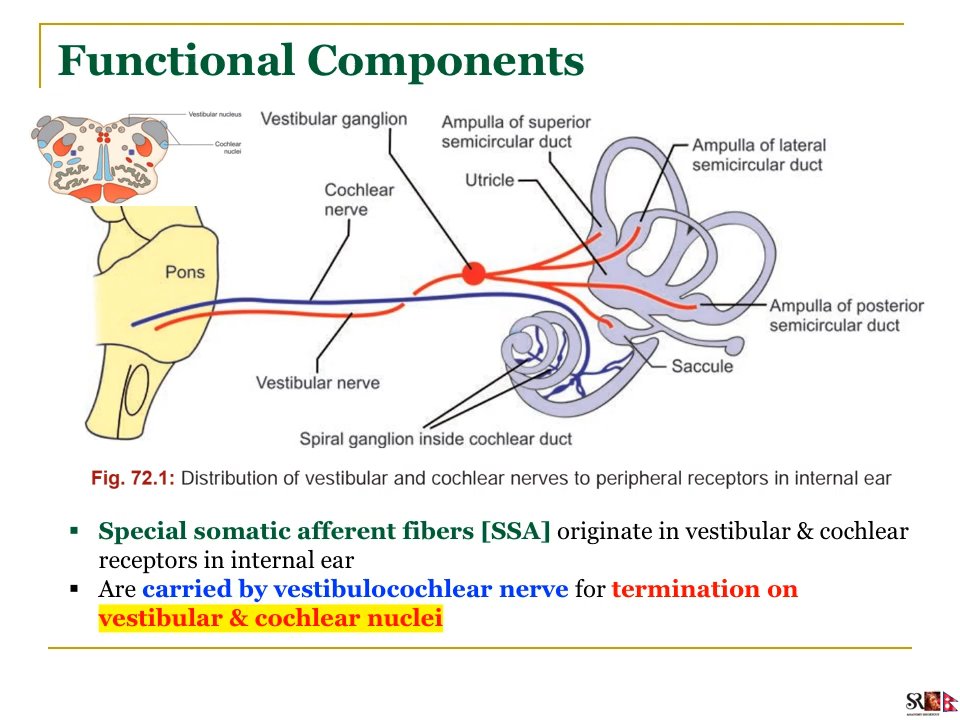 Functional Components
Vestibular nucleus
Cochlear
nuclei
Vestibular ganglion
Ampulla of superior
semicircular duct
Ampulla of lateral
semicircular duct
Utricle
Cochlear
nerve
Pons
Ampulla of posterior
semicircular duct
Saccule
Vestibular nerve
Spiral ganglion inside cochlear duct
Fig. 72.1: Distribution of vestibular and cochlear nerves to peripheral receptors in internal ear
▪ Special somatic afferent fibers [SSA] originate in vestibular & cochlear
receptors in internal ear
▪ Are carried by vestibulocochlear nerve for termination on
vestibular & cochlear nuclei